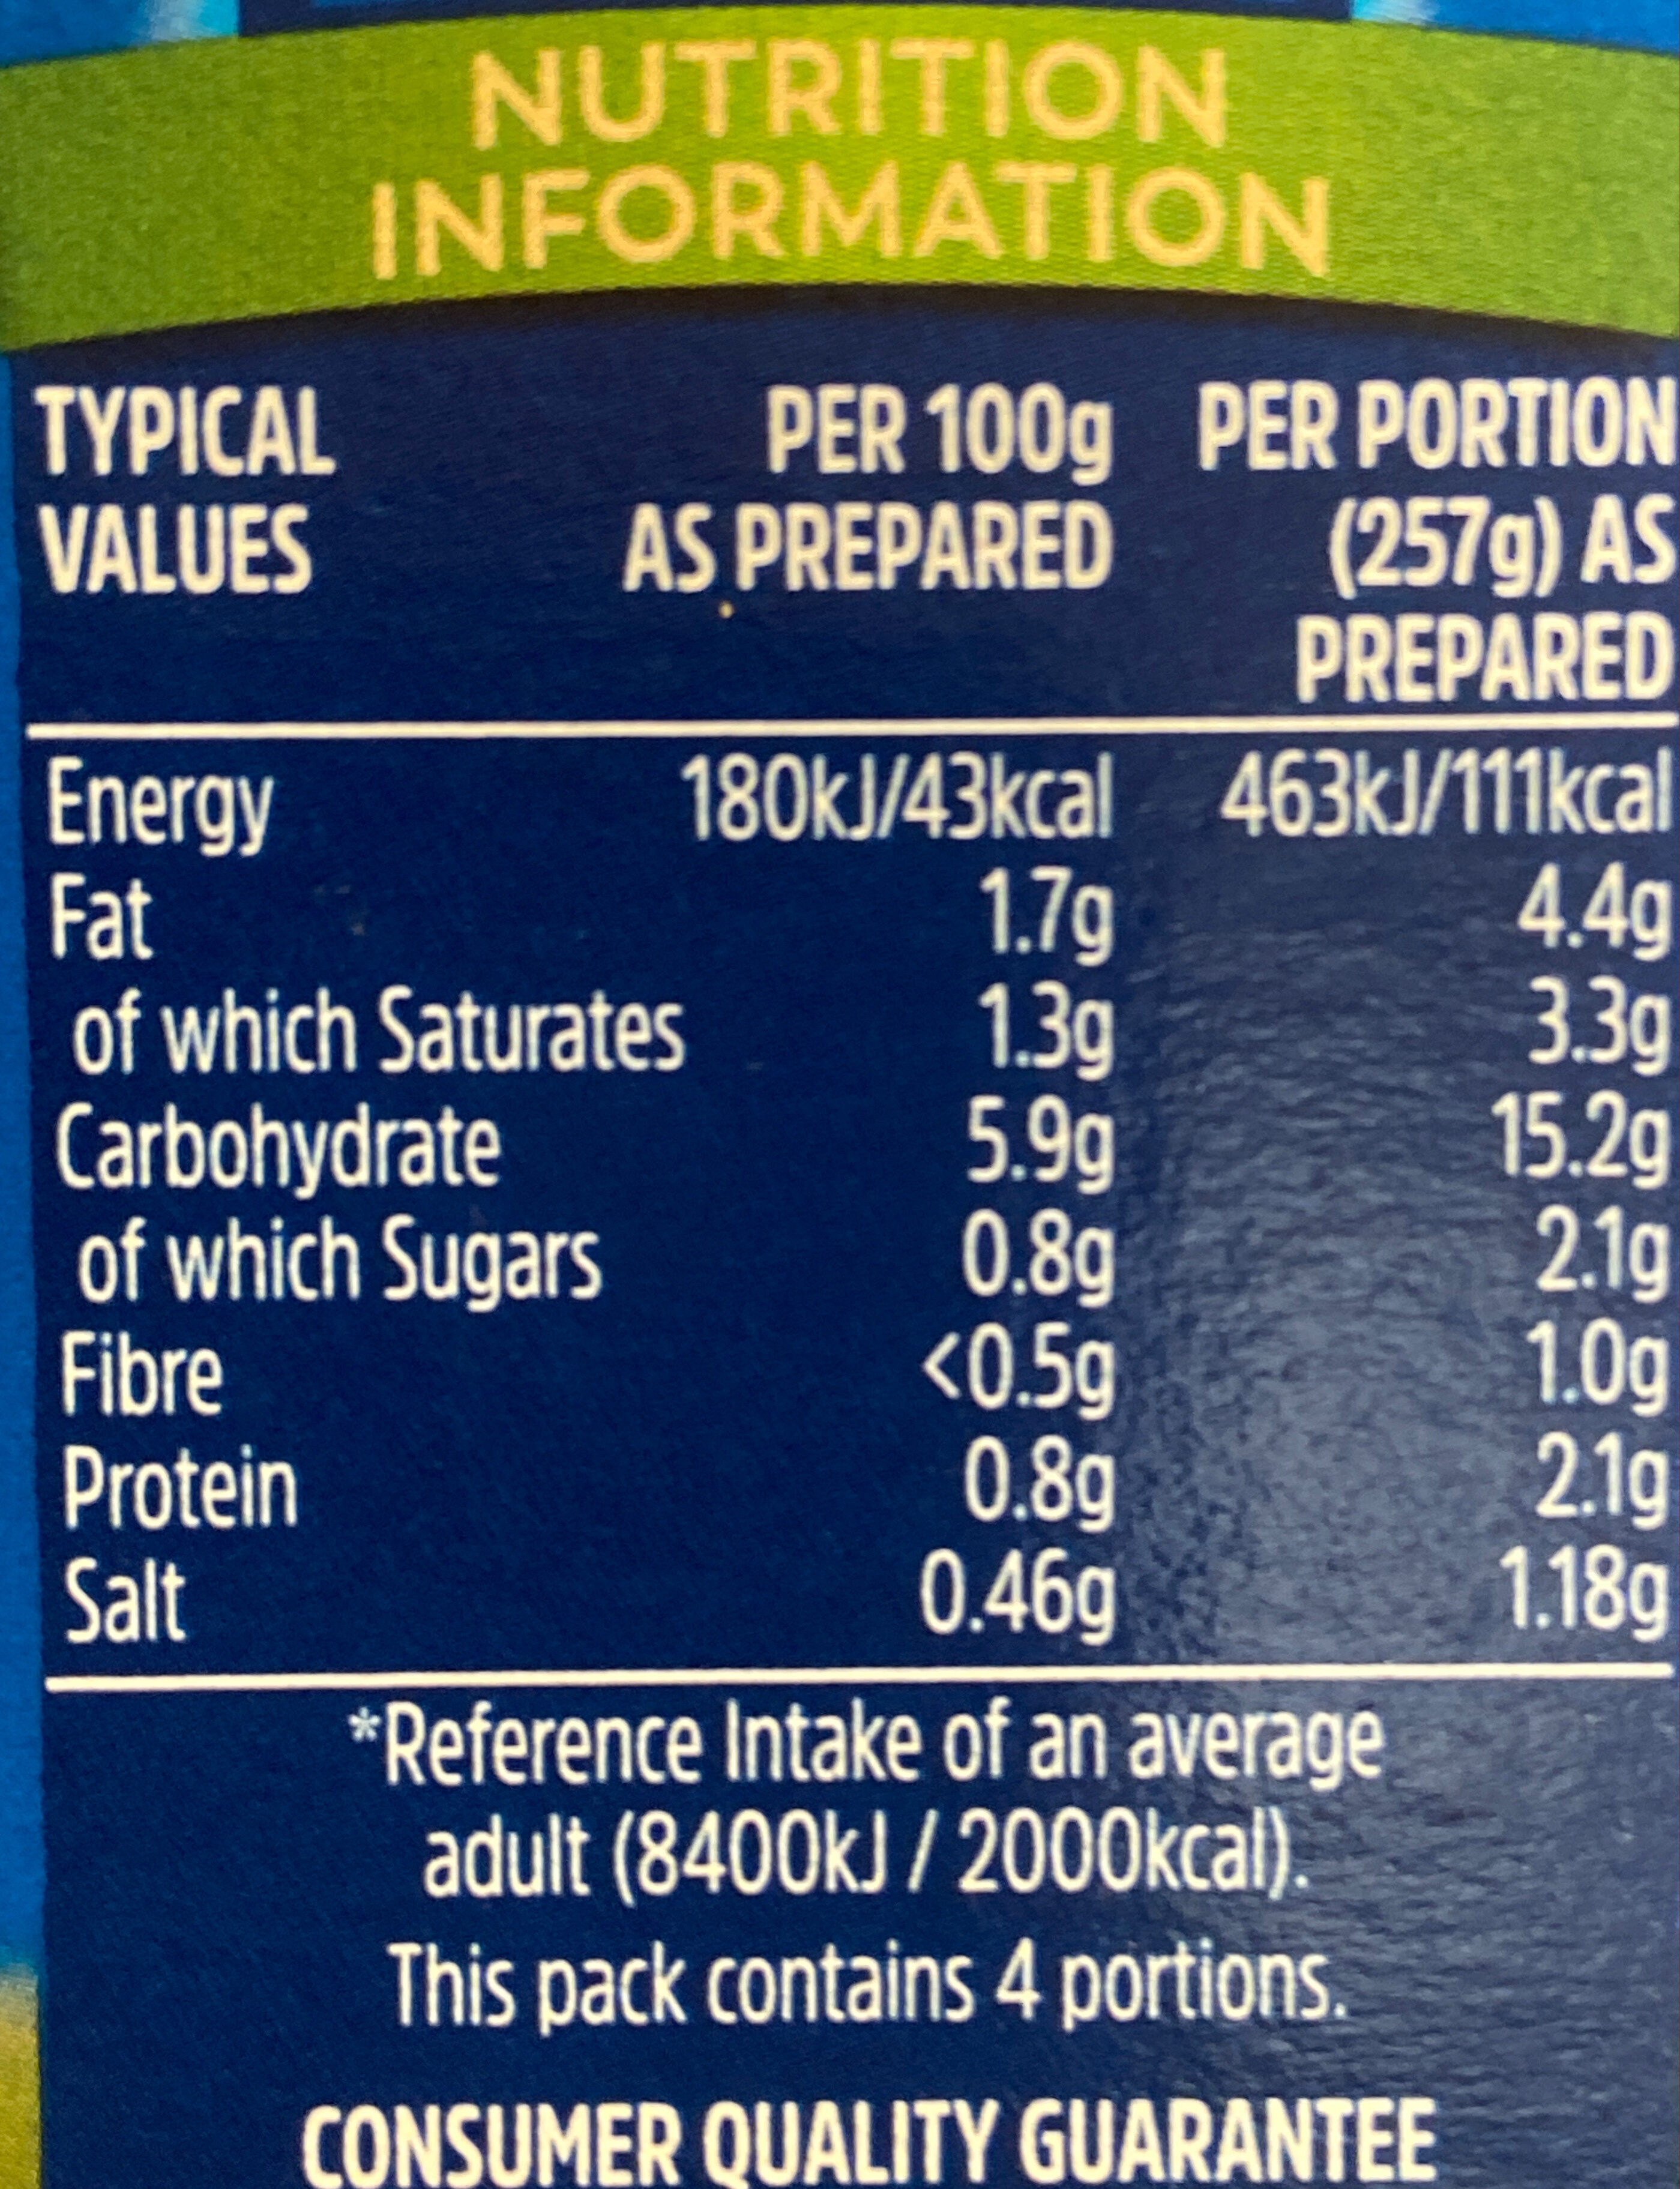 NUTRITION
INFORMATION
TYPICAL PER 100g PER PORTION
VALUES AS PREPARED (257g) AS
PREPARED
Energy 180kJ/43kcal 463kJ/111kcal
Fat 1.7g 4.4g
of which Saturates 1.3g 3.3g
Carbohydrate 5.9g 15.2g
of which Sugars 0.8g 2.1g
Fibre <0.5g 1.0g
Protein 0.8g 2.1g
Salt 0.46g 1.18g
*Reference Intake of an average
adult (8400kJ / 2000kcal).
This pack contains 4 portions.
CONSUMER QUALITY GUARANTEE